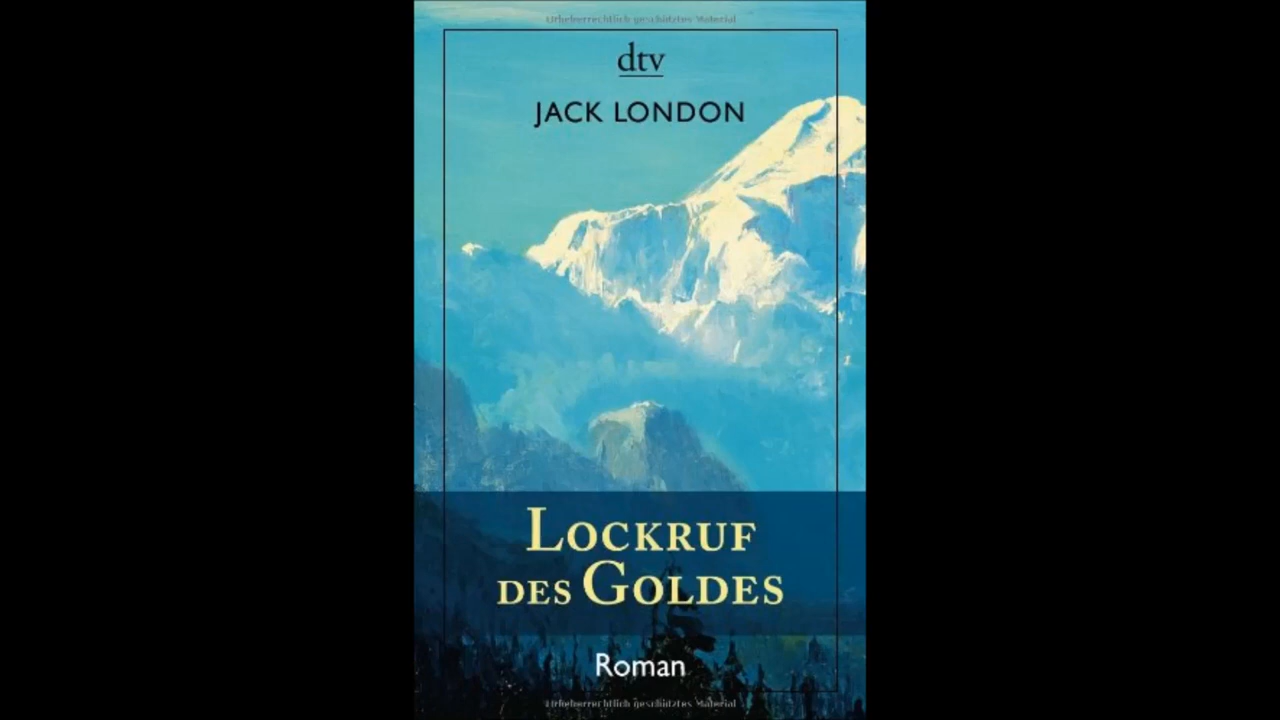 Urheberrechtlich geschütztes Material
dtv
JACK LONDON
LOCKRUF
DES GOLDES
Roman
Urheberrechtlich geschütztes Material